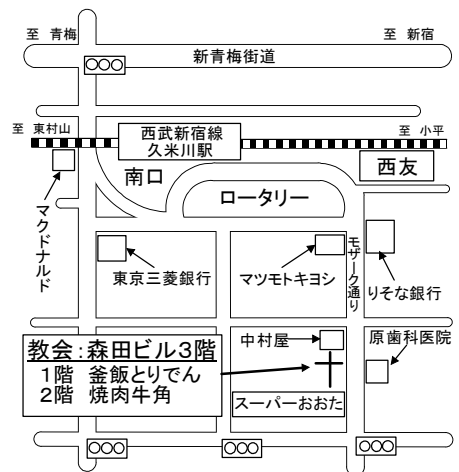 至 青梅
至 新宿
新青梅街道
至 東村山
西武新宿線
久米川駅
至 小平
西友
南口
ロータリー
マクドナルド
東京三菱銀行
マツモトキヨシ
モザーク通り
りそな銀行
教会:森田ビル3階
1階 釜飯とりでん
2階 焼肉牛角
中村屋
原歯科医院
スーパーおおた